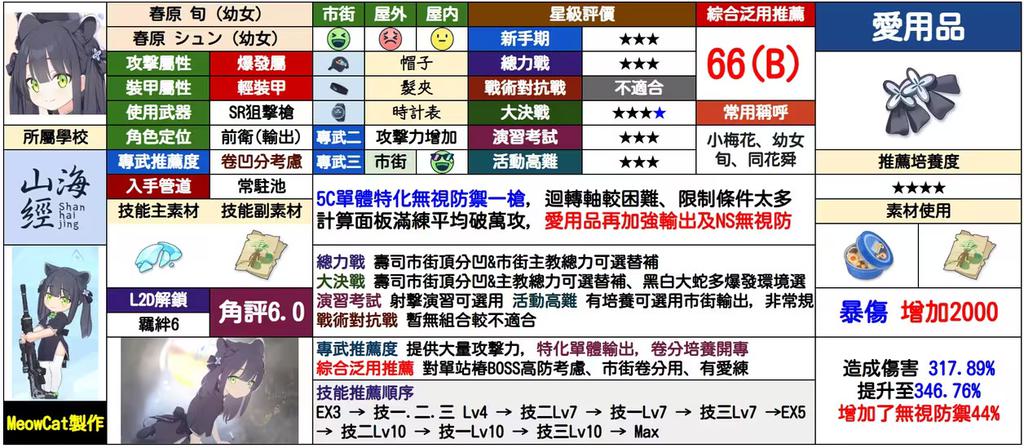 春原 旬（幼女）
春原 シュン（幼女）
攻擊屬性 爆發屬
裝甲屬性 輕裝甲
使用武器 SR狙擊槍
角色定位 前衛(輸出)
專武推薦度 卷凹分考慮
入手管道 常駐池
技能主素材 技能副素材
L2D解鎖
羈絆6
角評6.0
所屬學校
山海經
Shan hai jing
MeowCat製作
市街 屋外 屋內
帽子
髮夾
時計表
專武二 攻擊力增加
專武三 市街
星級評價
新手期 ★★★
總力戰 ★★★
戰術對抗戰 不適合
大決戰 ★★★★
演習考試 ★★★
活動高難 ★★★
綜合泛用推薦
66(B)
常用稱呼
小梅花、幼女
旬、同花舜
5C單體特化無視防禦一槍，迴轉軸較困難、限制條件太多
計算面板滿練平均破萬攻，愛用品再加強輸出及NS無視防
總力戰 壽司市街頂分凹&市街主教總力可選替補
大決戰 壽司市街頂分凹&主教總力可選替補、黑白大蛇多爆發環境選
演習考試 射擊演習可選用 活動高難 有培養可選用市街輸出，非常規
戰術對抗戰 暫無組合較不適合
專武推薦度 提供大量攻擊力，特化單體輸出，卷分培養開專
綜合泛用推薦 對單站樁BOSS高防考慮、市街卷分用、有愛練
技能推薦順序
EX3 → 技一.二.三 Lv4 → 技二Lv7 → 技一Lv7 → 技三Lv7 →EX5
→ 技二Lv10 → 技一Lv10 → 技三Lv10 → Max
愛用品
推薦培養度
★★★★
素材使用
暴傷 增加2000
造成傷害 317.89%
提升至346.76%
增加了無視防禦44%